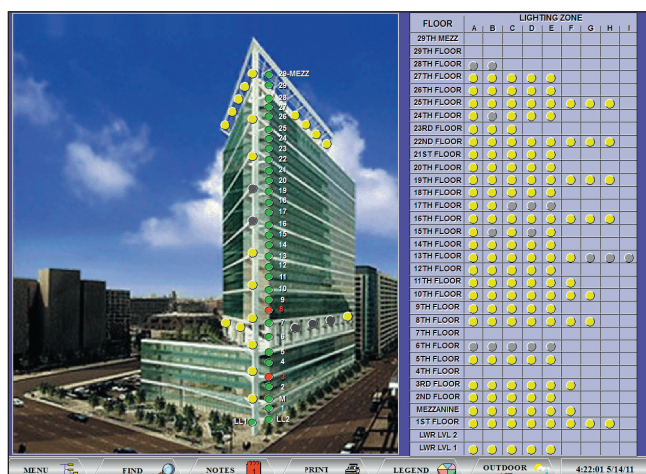 29-MEZZ
29
28
27
26
25
24
23
22
21
20
19
18
17
16
15
14
13
12
11
10
9
8
7
6
5
4
3
2
M
1
LL1 LL2
FLOOR LIGHTING ZONE
A B C D E F G H I
29TH MEZZ
29TH FLOOR
28TH FLOOR
27TH FLOOR
26TH FLOOR
25TH FLOOR
24TH FLOOR
23RD FLOOR
22ND FLOOR
21ST FLOOR
20TH FLOOR
19TH FLOOR
18TH FLOOR
17TH FLOOR
16TH FLOOR
15TH FLOOR
14TH FLOOR
13TH FLOOR
12TH FLOOR
11TH FLOOR
10TH FLOOR
9TH FLOOR
8TH FLOOR
7TH FLOOR
6TH FLOOR
5TH FLOOR
4TH FLOOR
3RD FLOOR
2ND FLOOR
MEZZANINE
1ST FLOOR
LWR LVL 2
LWR LVL 1
MENU FIND NOTES PRINT LEGEND OUTDOOR 4:22:01 5/14/11